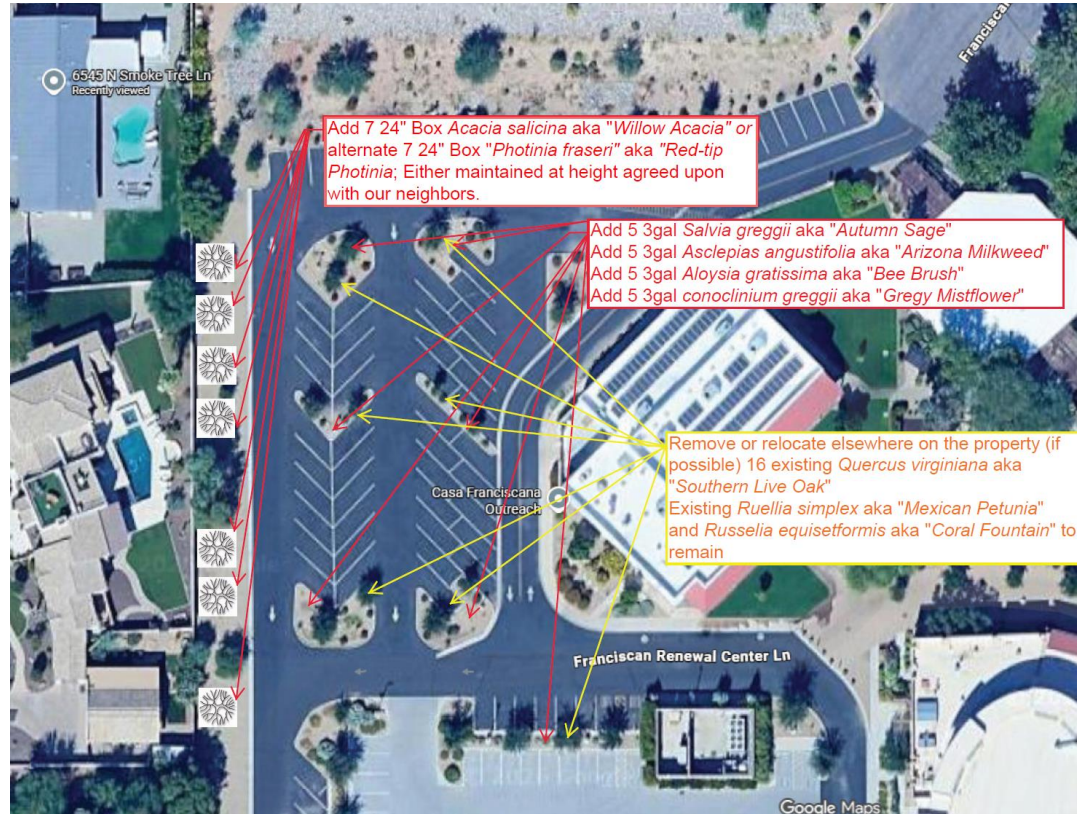 Franciscan
6545 N Smoke Tree Ln
Recently viewed
Add 7 24" Box Acacia salicina aka "Willow Acacia" or
alternate 7 24" Box "Photinia fraseri" aka "Red-tip
Photinia; Either maintained at height agreed upon
with our neighbors.
Add 5 3gal Salvia greggii aka "Autumn Sage"
Add 5 3gal Asclepias angustifolia aka "Arizona Milkweed"
Add 5 3gal Aloysia gratissima aka "Bee Brush"
Add 5 3gal conoclinium greggii aka "Gregy Mistflower"
Remove or relocate elsewhere on the property (if
possible) 16 existing Quercus virginiana aka
"Southern Live Oak"
Existing Ruellia simplex aka "Mexican Petunia"
and Russelia equisetformis aka "Coral Fountain" to
remain
Casa Franciscana
Outreach
Franciscan Renewal Center Ln
Google Maps